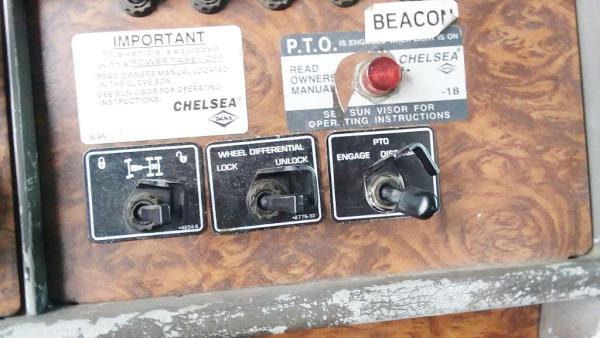 IMPORTANT
This vehicle is equipped
with a POWER TAKE-OFF.
READ OWNERS MANUAL LOCATED
IN THE GLOVE BOX.
SEE SUN VISOR FOR OPERATING
INSTRUCTIONS.
CHELSEA®
DANA
6-94
BEACON
P.T.O. IS ENGAGED WHEN LIGHT IS ON
READ
OWNERS
MANUAL
CHELSEA®
-18
SEE SUN VISOR FOR
OPERATING INSTRUCTIONS
WHEEL DIFFERENTIAL
LOCK UNLOCK
PTO
ENGAGE